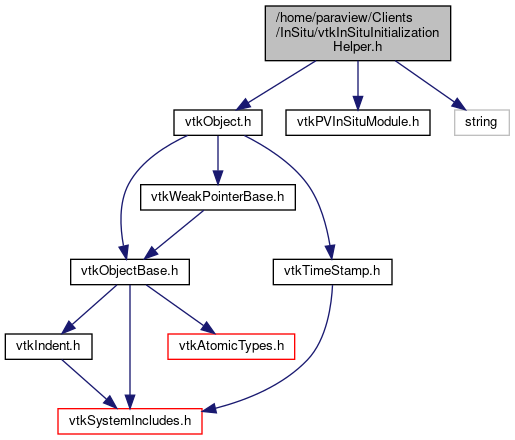 /home/paraview/Clients
/InSitu/vtkInSituInitialization
Helper.h
vtkObject.h
vtkPVInSituModule.h
string
vtkWeakPointerBase.h
vtkObjectBase.h
vtkTimeStamp.h
vtkIndent.h
vtkAtomicTypes.h
vtkSystemIncludes.h